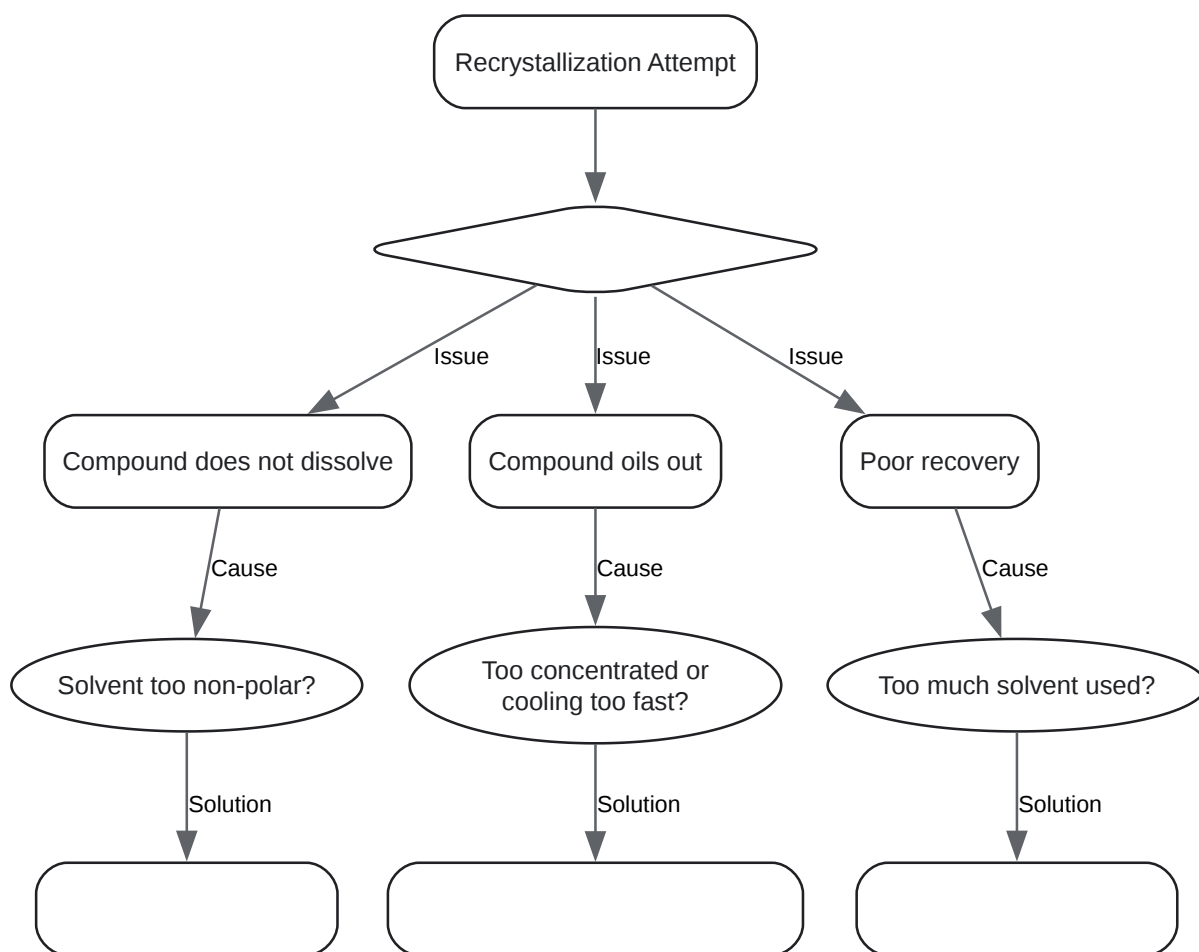 Recrystallization Attempt
Issue
Issue
Issue
Compound does not dissolve
Compound oils out
Poor recovery
Cause
Cause
Cause
Solvent too non-polar?
Too concentrated or
cooling too fast?
Too much solvent used?
Solution
Solution
Solution